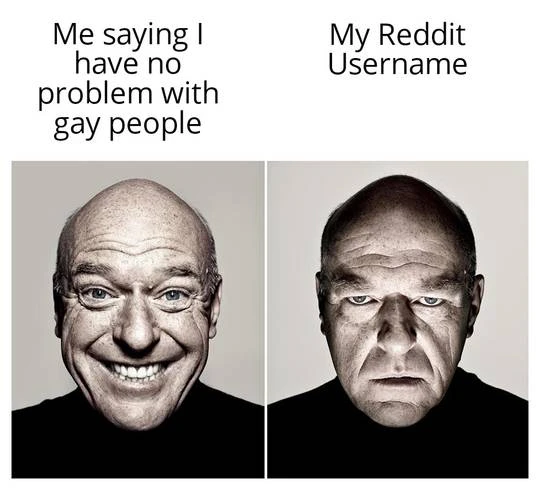 Me saying I
have no
problem with
gay people
My Reddit
Username